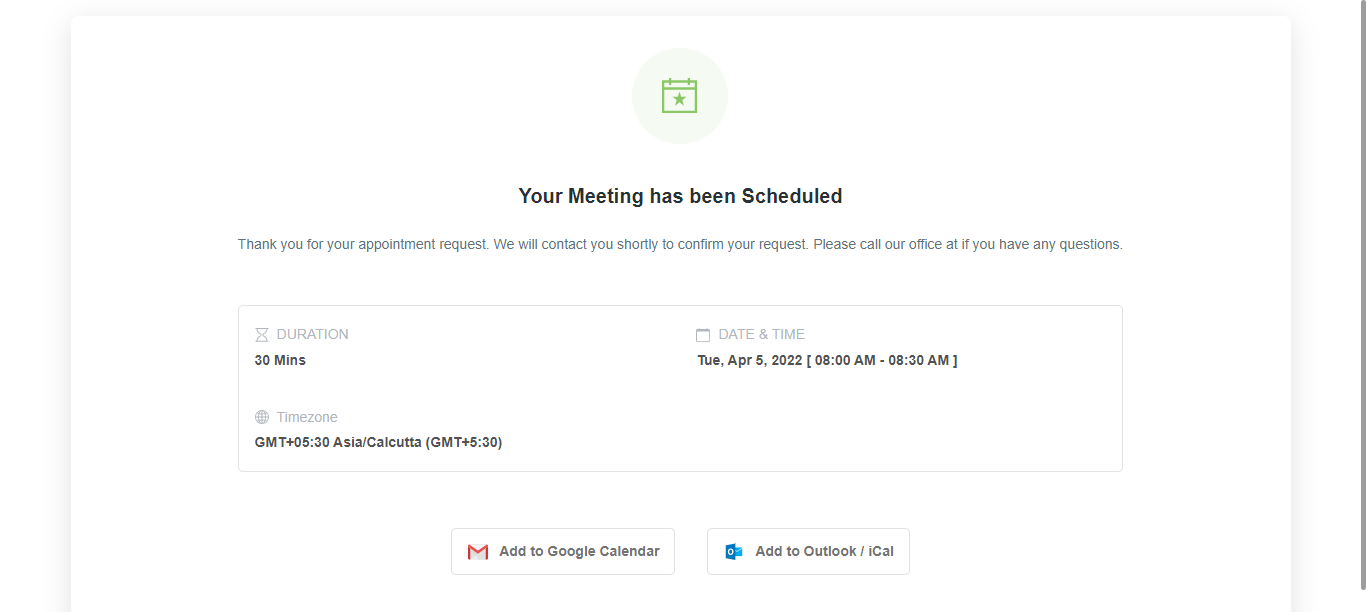 Your Meeting has been Scheduled
Thank you for your appointment request. We will contact you shortly to confirm your request. Please call our office at if you have any questions.
DURATION
30 Mins
DATE & TIME
Tue, Apr 5, 2022 [ 08:00 AM - 08:30 AM ]
Timezone
GMT+05:30 Asia/Calcutta (GMT+5:30)
Add to Google Calendar
Add to Outlook / iCal